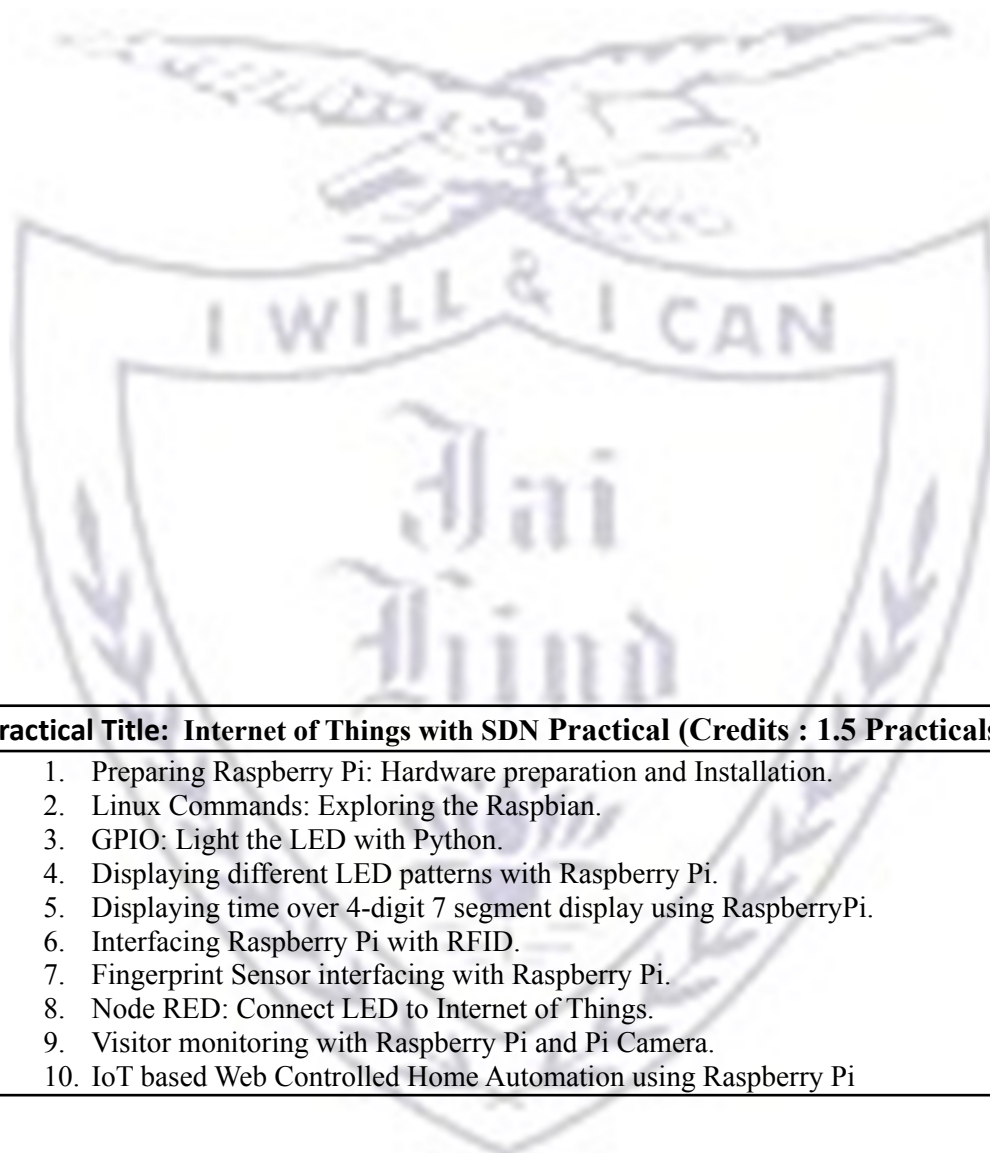 I WILL & I CAN
Jai
Hind
ractical Title: Internet of Things with SDN Practical (Credits : 1.5 Practicals
1. Preparing Raspberry Pi: Hardware preparation and Installation.
2. Linux Commands: Exploring the Raspbian.
3. GPIO: Light the LED with Python.
4. Displaying different LED patterns with Raspberry Pi.
5. Displaying time over 4-digit 7 segment display using RaspberryPi.
6. Interfacing Raspberry Pi with RFID.
7. Fingerprint Sensor interfacing with Raspberry Pi.
8. Node RED: Connect LED to Internet of Things.
9. Visitor monitoring with Raspberry Pi and Pi Camera.
10. IoT based Web Controlled Home Automation using Raspberry Pi